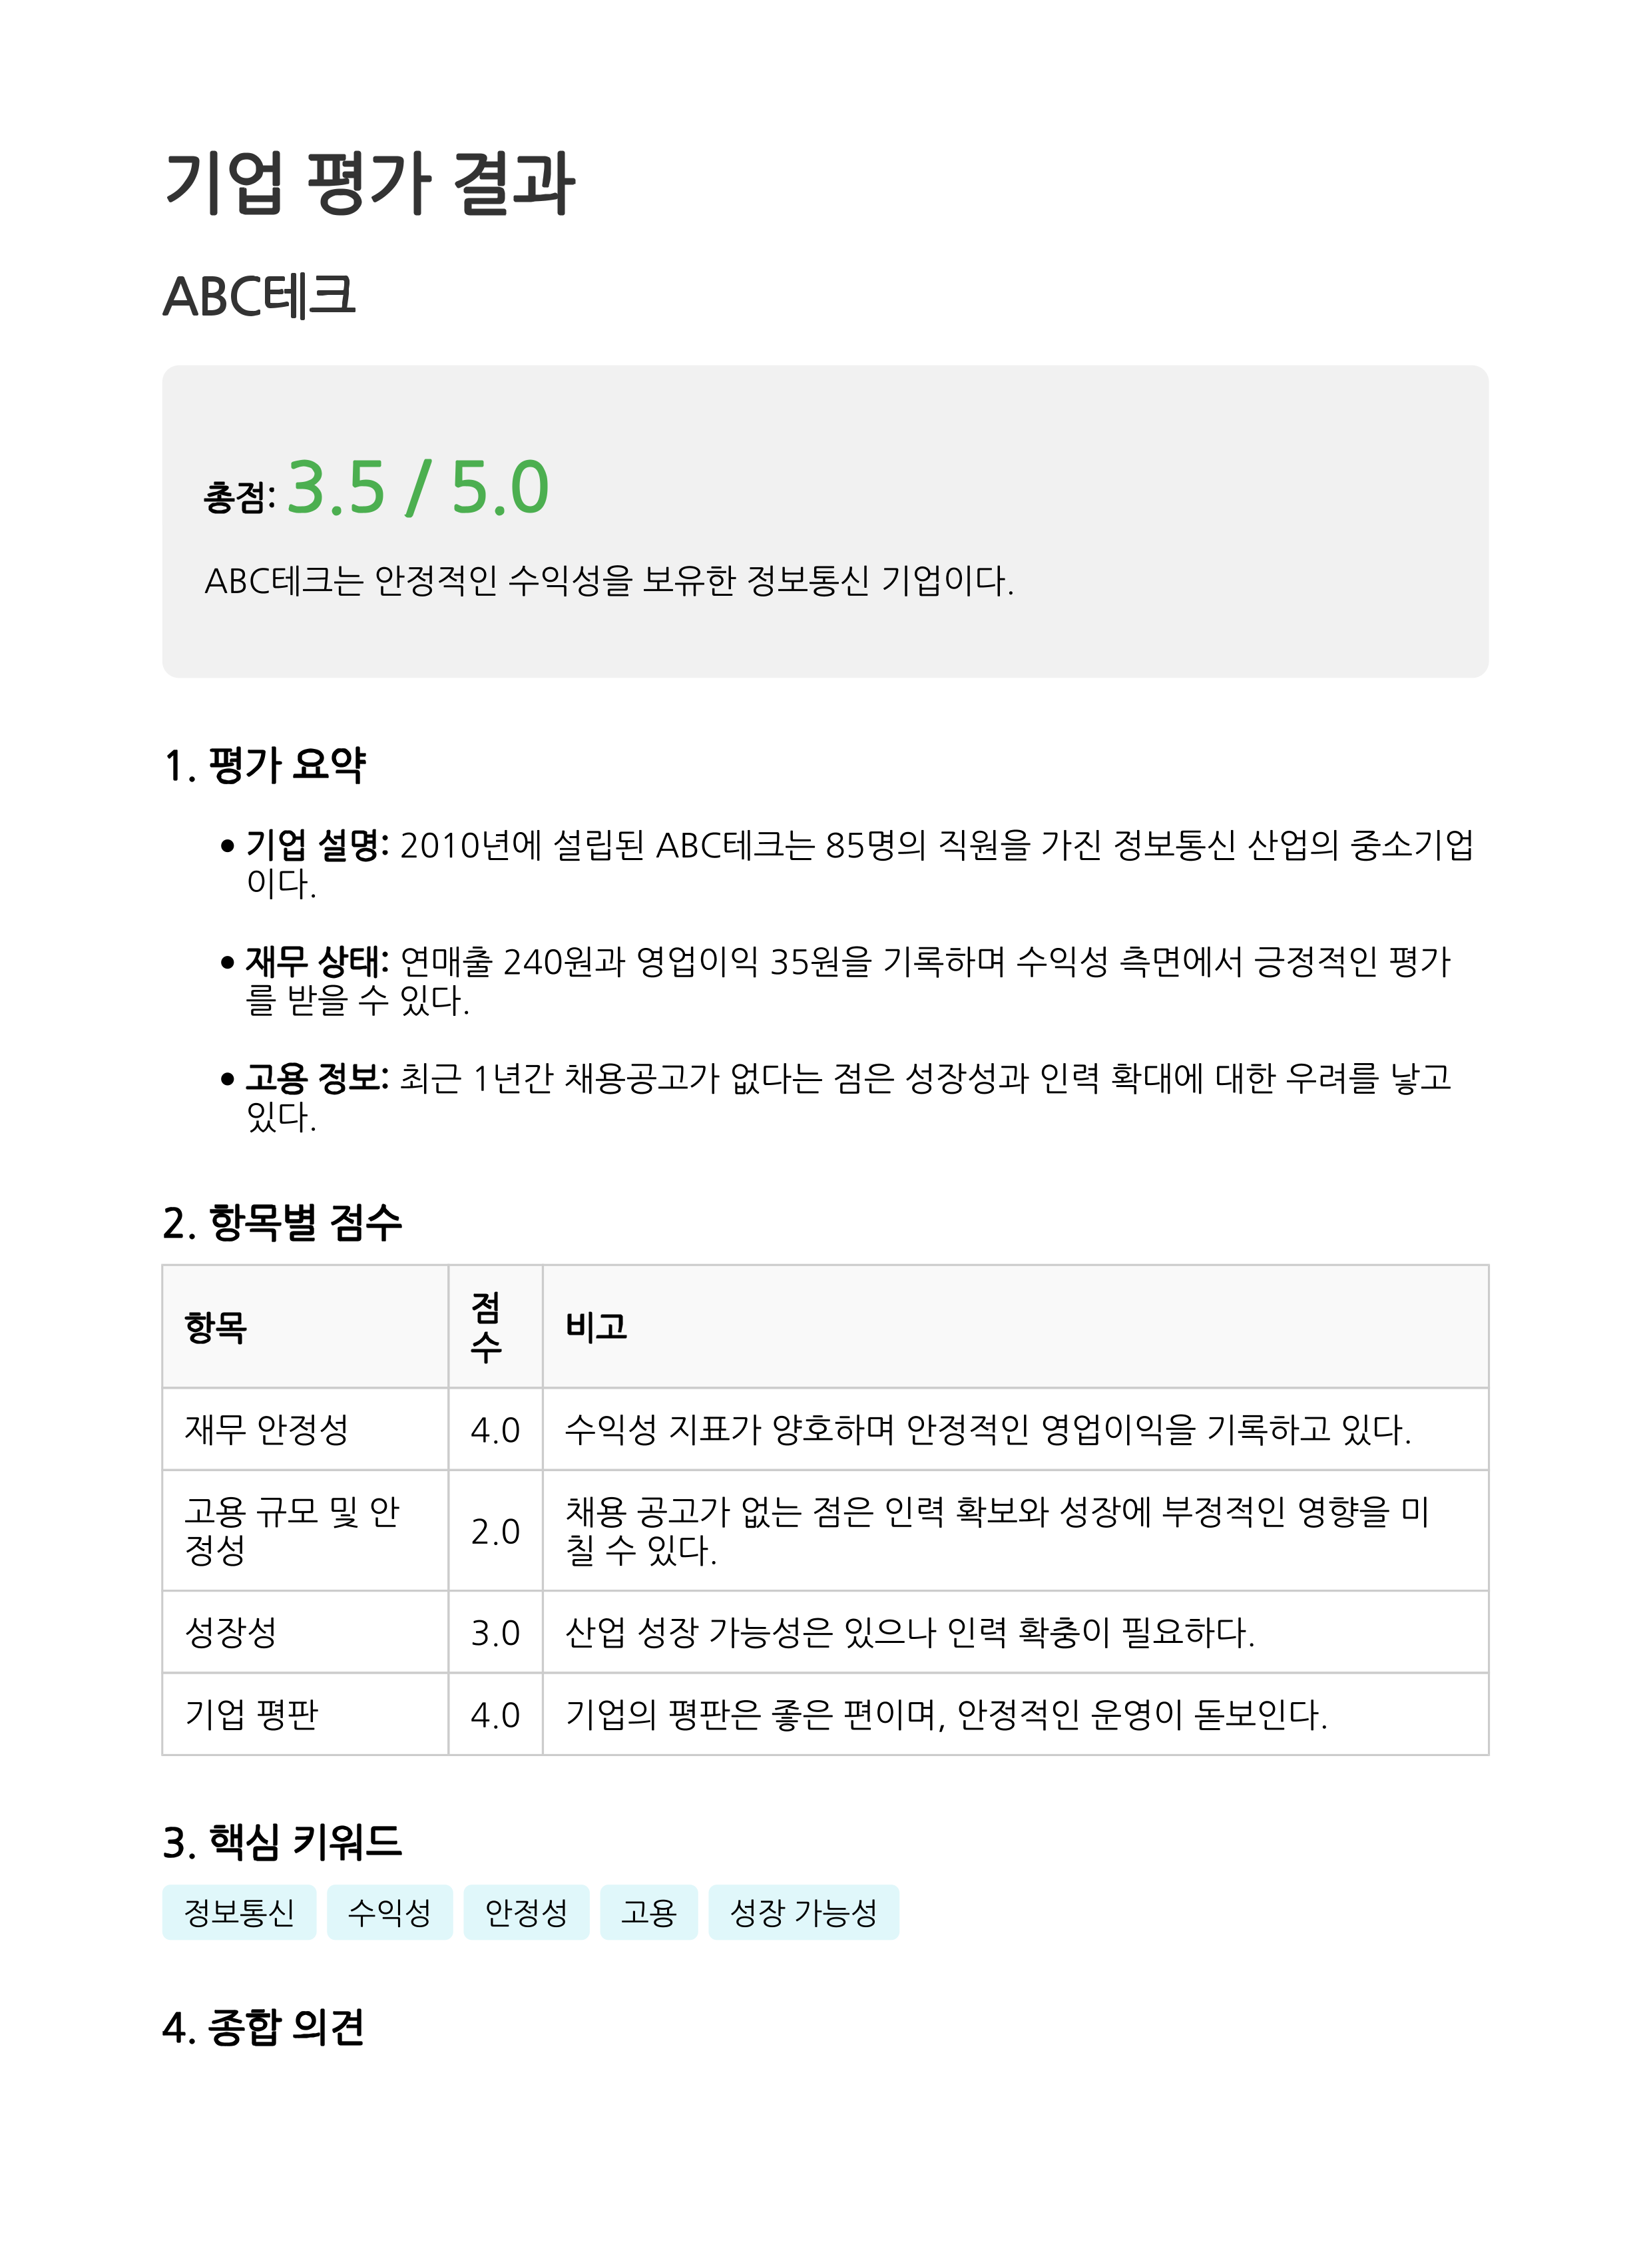 기업 평가 결과
ABC테크
총점: 3.5 / 5.0
ABC테크는 안정적인 수익성을 보유한 정보통신 기업이다.
1. 평가 요약
• 기업 설명: 2010년에 설립된 ABC테크는 85명의 직원을 가진 정보통신 산업의 중소기업
이다.
• 재무 상태: 연매출 240원과 영업이익 35원을 기록하며 수익성 측면에서 긍정적인 평가
를 받을 수 있다.
• 고용 정보: 최근 1년간 채용공고가 없다는 점은 성장성과 인력 확대에 대한 우려를 낳고
있다.
2. 항목별 점수
항목 점수 비고
재무 안정성 4.0 수익성 지표가 양호하며 안정적인 영업이익을 기록하고 있다.
고용 규모 및 안정성 2.0 채용 공고가 없는 점은 인력 확보와 성장에 부정적인 영향을 미칠 수 있다.
성장성 3.0 산업 성장 가능성은 있으나 인력 확충이 필요하다.
기업 평판 4.0 기업의 평판은 좋은 편이며, 안정적인 운영이 돋보인다.
3. 핵심 키워드
정보통신 수익성 안정성 고용 성장 가능성
4. 종합 의견